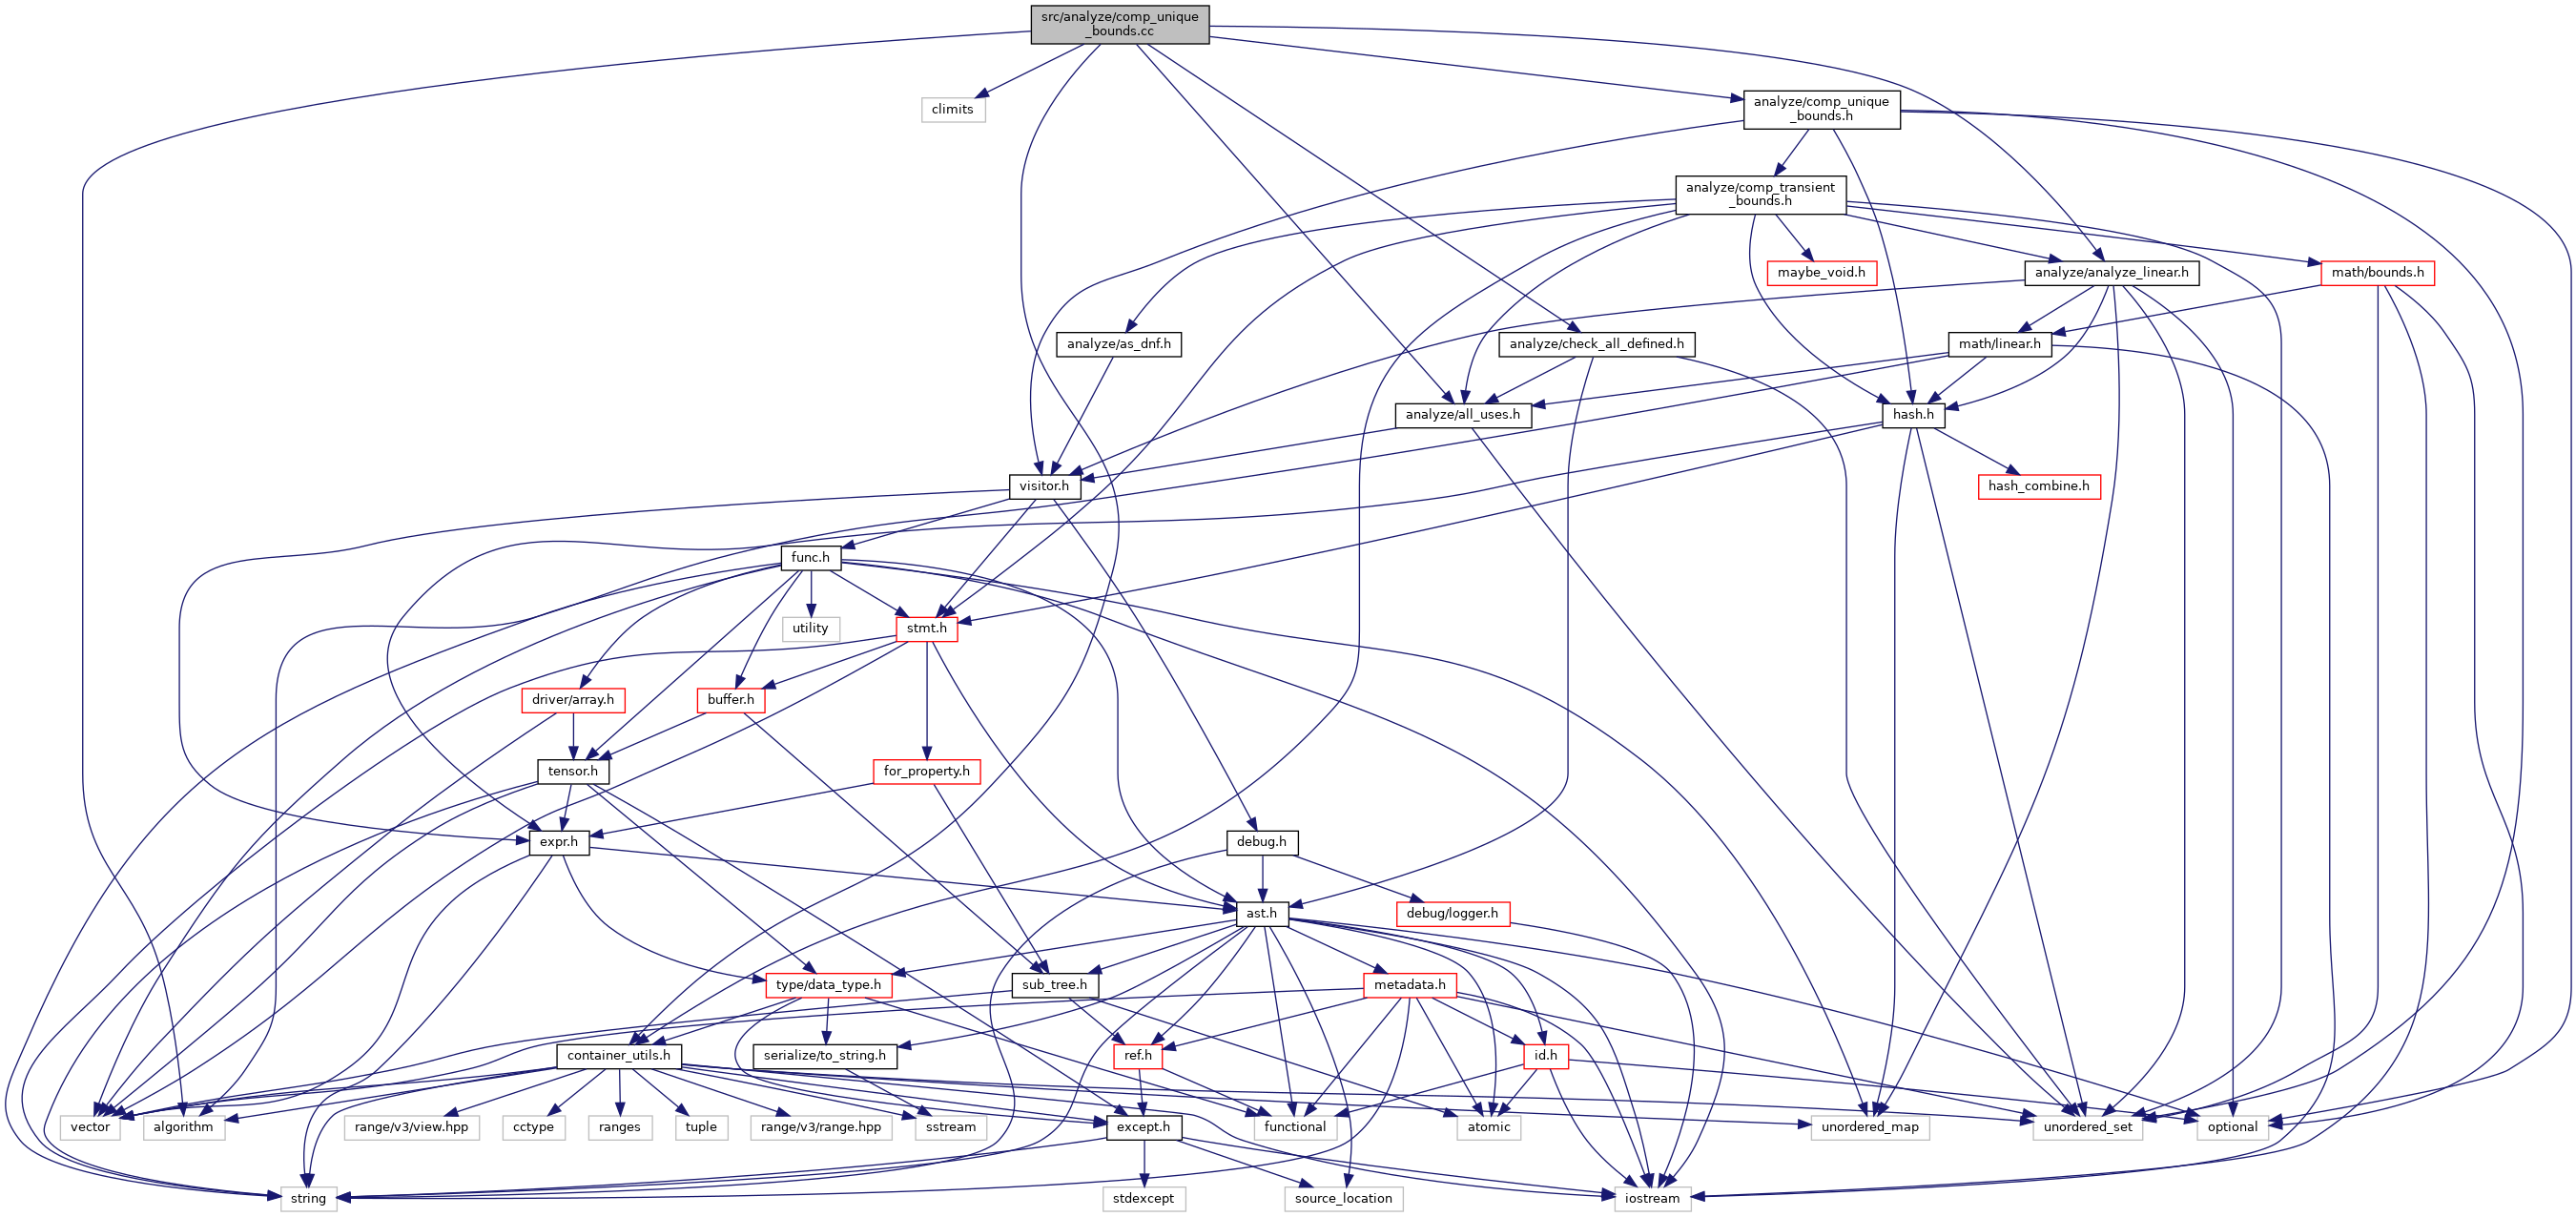 src/analyze/comp_unique
_bounds.cc
climits
analyze/comp_unique
_bounds.h
analyze/comp_transient
_bounds.h
maybe_void.h
analyze/analyze_linear.h
math/bounds.h
analyze/as_dnf.h
analyze/check_all_defined.h
math/linear.h
analyze/all_uses.h
hash.h
visitor.h
hash_combine.h
func.h
utility
stmt.h
driver/array.h
buffer.h
tensor.h
for_property.h
expr.h
debug.h
ast.h
debug/logger.h
type/data_type.h
sub_tree.h
metadata.h
container_utils.h
serialize/to_string.h
ref.h
id.h
vector
algorithm
range/v3/view.hpp
cctype
ranges
tuple
range/v3/range.hpp
sstream
except.h
functional
atomic
unordered_map
unordered_set
optional
string
stdexcept
source_location
iostream